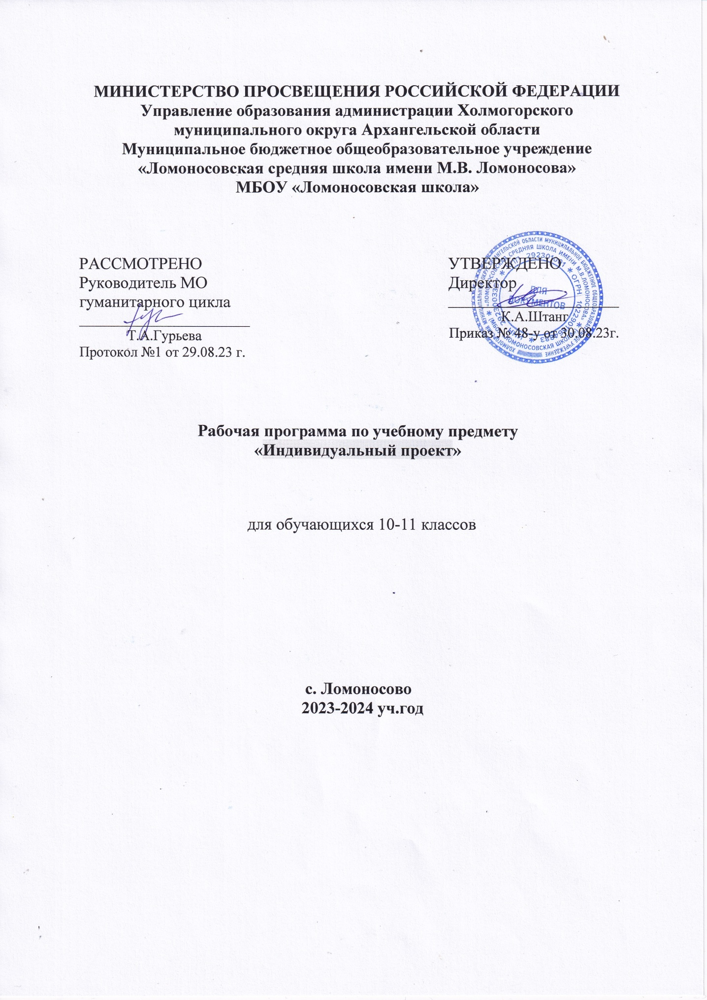 МИНИСТЕРСТВО ПРОСВЕЩЕНИЯ РОССИЙСКОЙ ФЕДЕРАЦИИ
Управление образования администрации Холмогорского
муниципального округа Архангельской области
Муниципальное бюджетное общеобразовательное учреждение
«Ломоносовская средняя школа имени М.В. Ломоносова»
МБОУ «Ломоносовская школа»
РАССМОТРЕНО
Руководитель МО
гуманитарного цикла
Т.А.Гурьева
Протокол №1 от 29.08.23 г.
УТВЕРЖДЕНО
Директор
К.А.Штанг
Приказ № 48-у от 30.08.23г.
ДЛЯ
ДОКУМЕНТОВ
Рабочая программа по учебному предмету
«Индивидуальный проект»
для обучающихся 10-11 классов
с. Ломоносово
2023-2024 уч.год